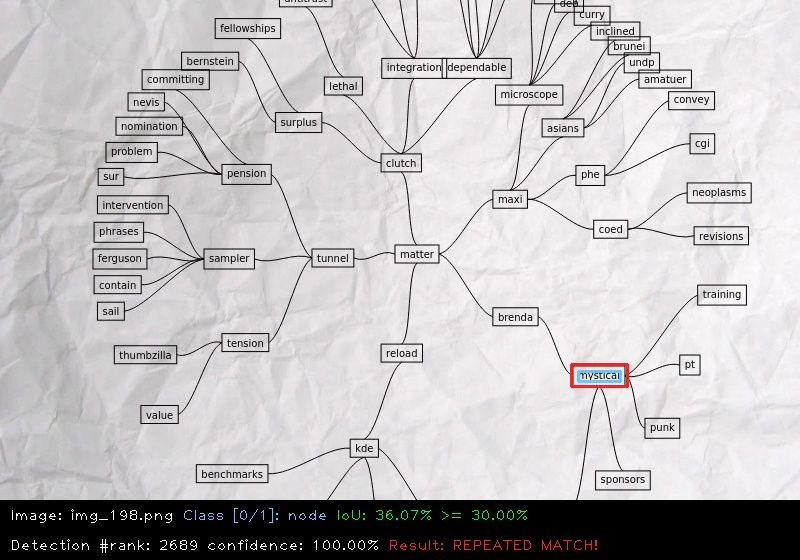 antitrust
fellowships
curry
inclined
brunei
bernstein
integration
dependable
undp
committing
amatuer
lethal
microscope
nevis
convey
nomination
surplus
asians
problem
cgi
clutch
sur
pension
phe
neoplasms
intervention
maxi
phrases
coed
revisions
ferguson
sampler
tunnel
matter
contain
training
sail
brenda
tension
thumbzilla
reload
pt
mystical
value
punk
kde
benchmarks
sponsors
Image: img_198.png Class [0/1]: node IoU: 36.07% >= 30.00%
Detection #rank: 2689 confidence: 100.00% Result: REPEATED MATCH!